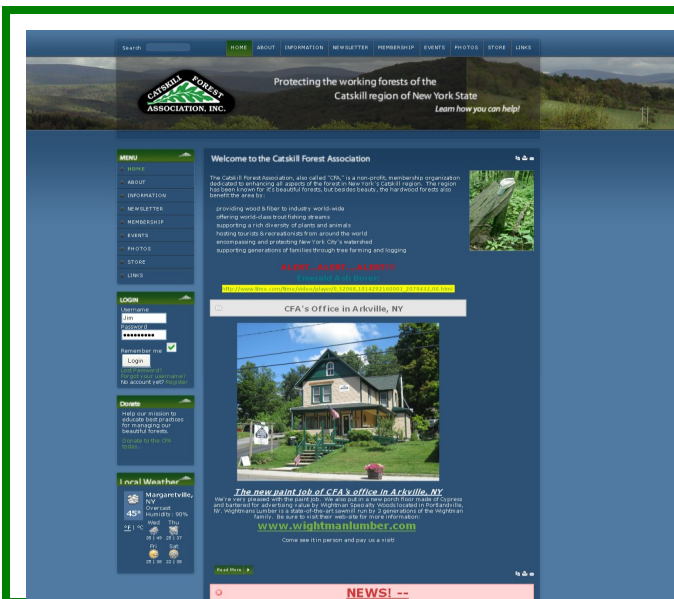 Search
HOME ABOUT INFORMATION NEWSLETTER MEMBERSHIP EVENTS PHOTOS STORE LINKS
CATSKILL FOREST
ASSOCIATION, INC.
Protecting the working forests of the
Catskill region of New York State
Learn how you can help!
MENU
HOME
ABOUT
INFORMATION
NEWSLETTER
MEMBERSHIP
EVENTS
PHOTOS
STORE
LINKS
LOGIN
Username
Jim
Password
Remember me
Login
Lost Password?
Forgot your username?
No account yet? Register
Donate
Help our mission to
educate best practices
for managing our
beautiful forests.
Donate to the CFA
today.
Local Weather
Margaretville,
NY
Overcast
Humidity: 90%
45°
°F | °C
Wed Thu
35 | 49 25 | 37
Fri Sat
25 | 38 22 | 38
Welcome to the Catskill Forest Association
The Catskill Forest Association, also called "CFA," is a non-profit, membership organization
dedicated to enhancing all aspects of the forest in New York's Catskill region. The region
has been known for it's beautiful forests, but besides beauty, the hardwood forests also
benefit the area by:
providing wood & fiber to industry world-wide
offering world-class trout fishing streams
supporting a rich diversity of plants and animals
hosting tourists & recreationists from around the world
encompassing and protecting New York City's watershed
supporting generations of families through tree farming and logging
Emerald Ash Borer
CFA's Office in Arkville, NY
The new paint job of CFA's office in Arkville, NY
We're very pleased with the paint job. We also put in a new porch floor made of Cypress
and bartered for advertising value by Wightman Specialty Woods located in Portlandville,
NY. Wightmans Lumber is a state-of-the-art sawmill run by 3 generations of the Wightman
family. Be sure to visit their web-site for more information:
www.wightmanlumber.com
Come see it in person and pay us a visit!
Read More
NEWS! --